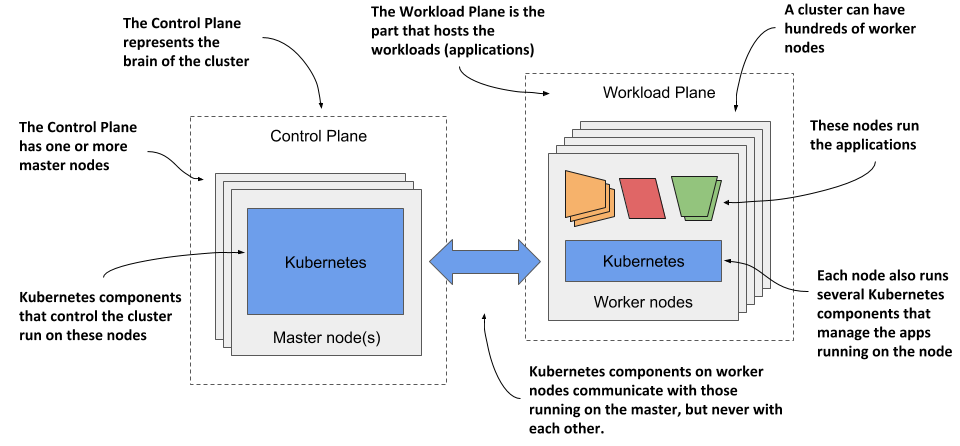 The Control Plane
represents the
brain of the cluster
The Workload Plane is the
part that hosts the
workloads (applications)
A cluster can have
hundreds of worker
nodes
The Control Plane
has one or more
master nodes
Control Plane
Workload Plane
These nodes run
the applications
Kubernetes
Kubernetes
Kubernetes components
that control the cluster
run on these nodes
Master node(s)
Worker nodes
Each node also runs
several Kubernetes
components that
manage the apps
running on the node
Kubernetes components on worker
nodes communicate with those
running on the master, but never with
each other.